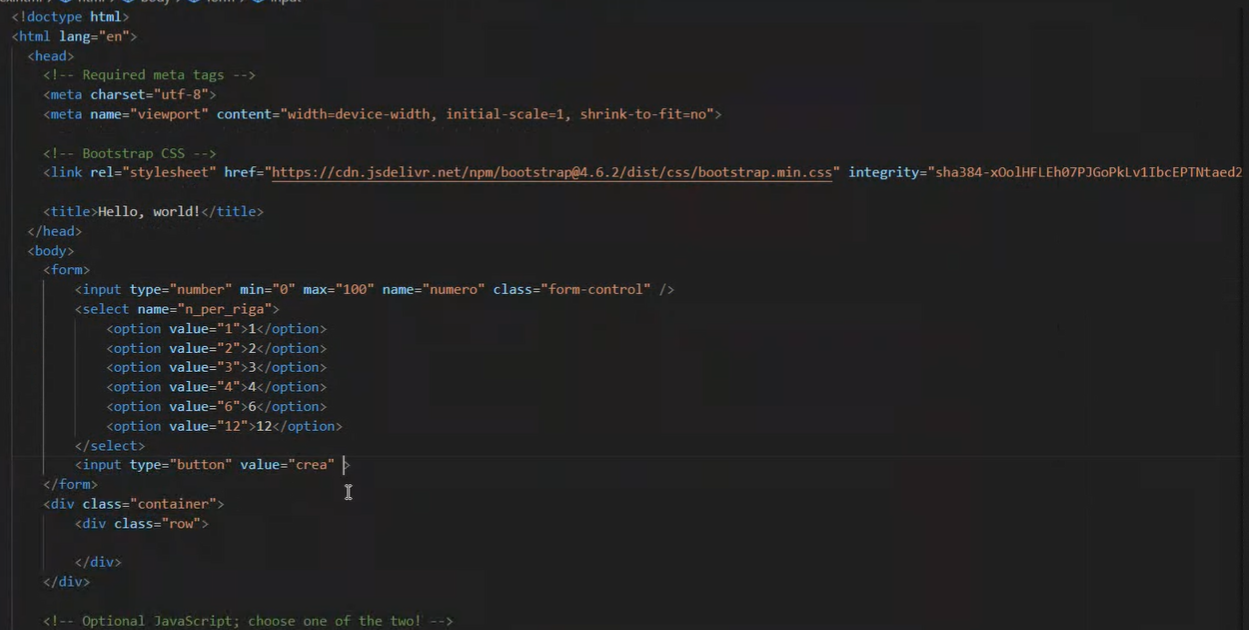 <!doctype html>
<html lang="en">
<head>
<!-- Required meta tags -->
<meta charset="utf-8">
<meta name="viewport" content="width=device-width, initial-scale=1, shrink-to-fit=no">
<!-- Bootstrap CSS -->
<link rel="stylesheet" href="https://cdn.jsdelivr.net/npm/bootstrap@4.6.2/dist/css/bootstrap.min.css" integrity="sha384-xOolHFLEh07PJGoPkLv1IbcEPTNtaed2
<title>Hello, world!</title>
</head>
<body>
<form>
<input type="number" min="0" max="100" name="numero" class="form-control" />
<select name="n_per_riga">
<option value="1">1</option>
<option value="2">2</option>
<option value="3">3</option>
<option value="4">4</option>
<option value="6">6</option>
<option value="12">12</option>
</select>
<input type="button" value="crea" >
</form>
<div class="container">
<div class="row">
</div>
</div>
<!-- Optional JavaScript; choose one of the two! -->